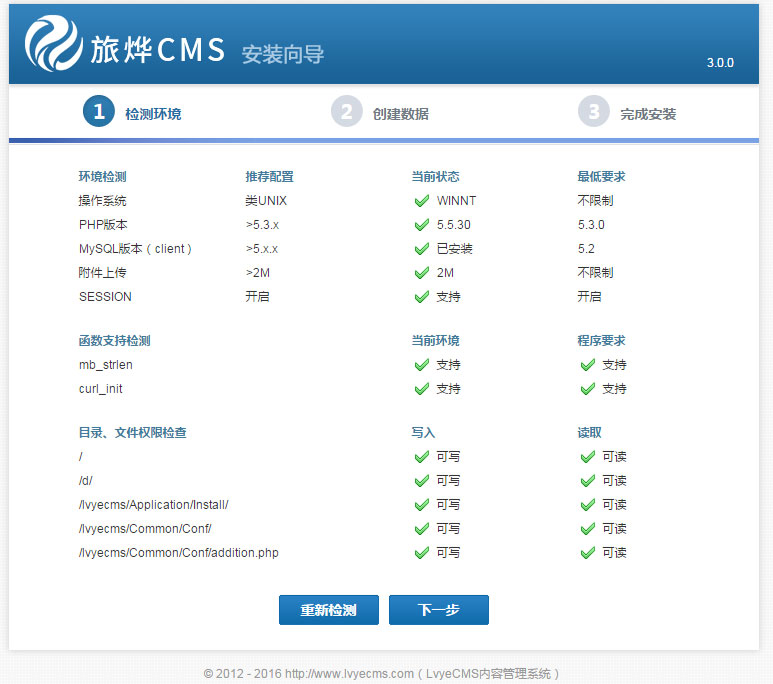 旅烨CMS 安装向导
3.0.0
1 检测环境 2 创建数据 3 完成安装
环境检测 推荐配置 当前状态 最低要求
操作系统 类UNIX WINNT 不限制
PHP版本 >5.3.x 5.5.30 5.3.0
MySQL版本（client） >5.x.x 已安装 5.2
附件上传 >2M 2M 不限制
SESSION 开启 支持 开启
函数支持检测 当前环境 程序要求
mb_strlen 支持 支持
curl_init 支持 支持
目录、文件权限检查 写入 读取
/ 可写 可读
/d/ 可写 可读
/lvyecms/Application/Install/ 可写 可读
/lvyecms/Common/Conf/ 可写 可读
/lvyecms/Common/Conf/addition.php 可写 可读
重新检测 下一步
© 2012 - 2016 http://www.lvyecms.com（LvyeCMS内容管理系统）